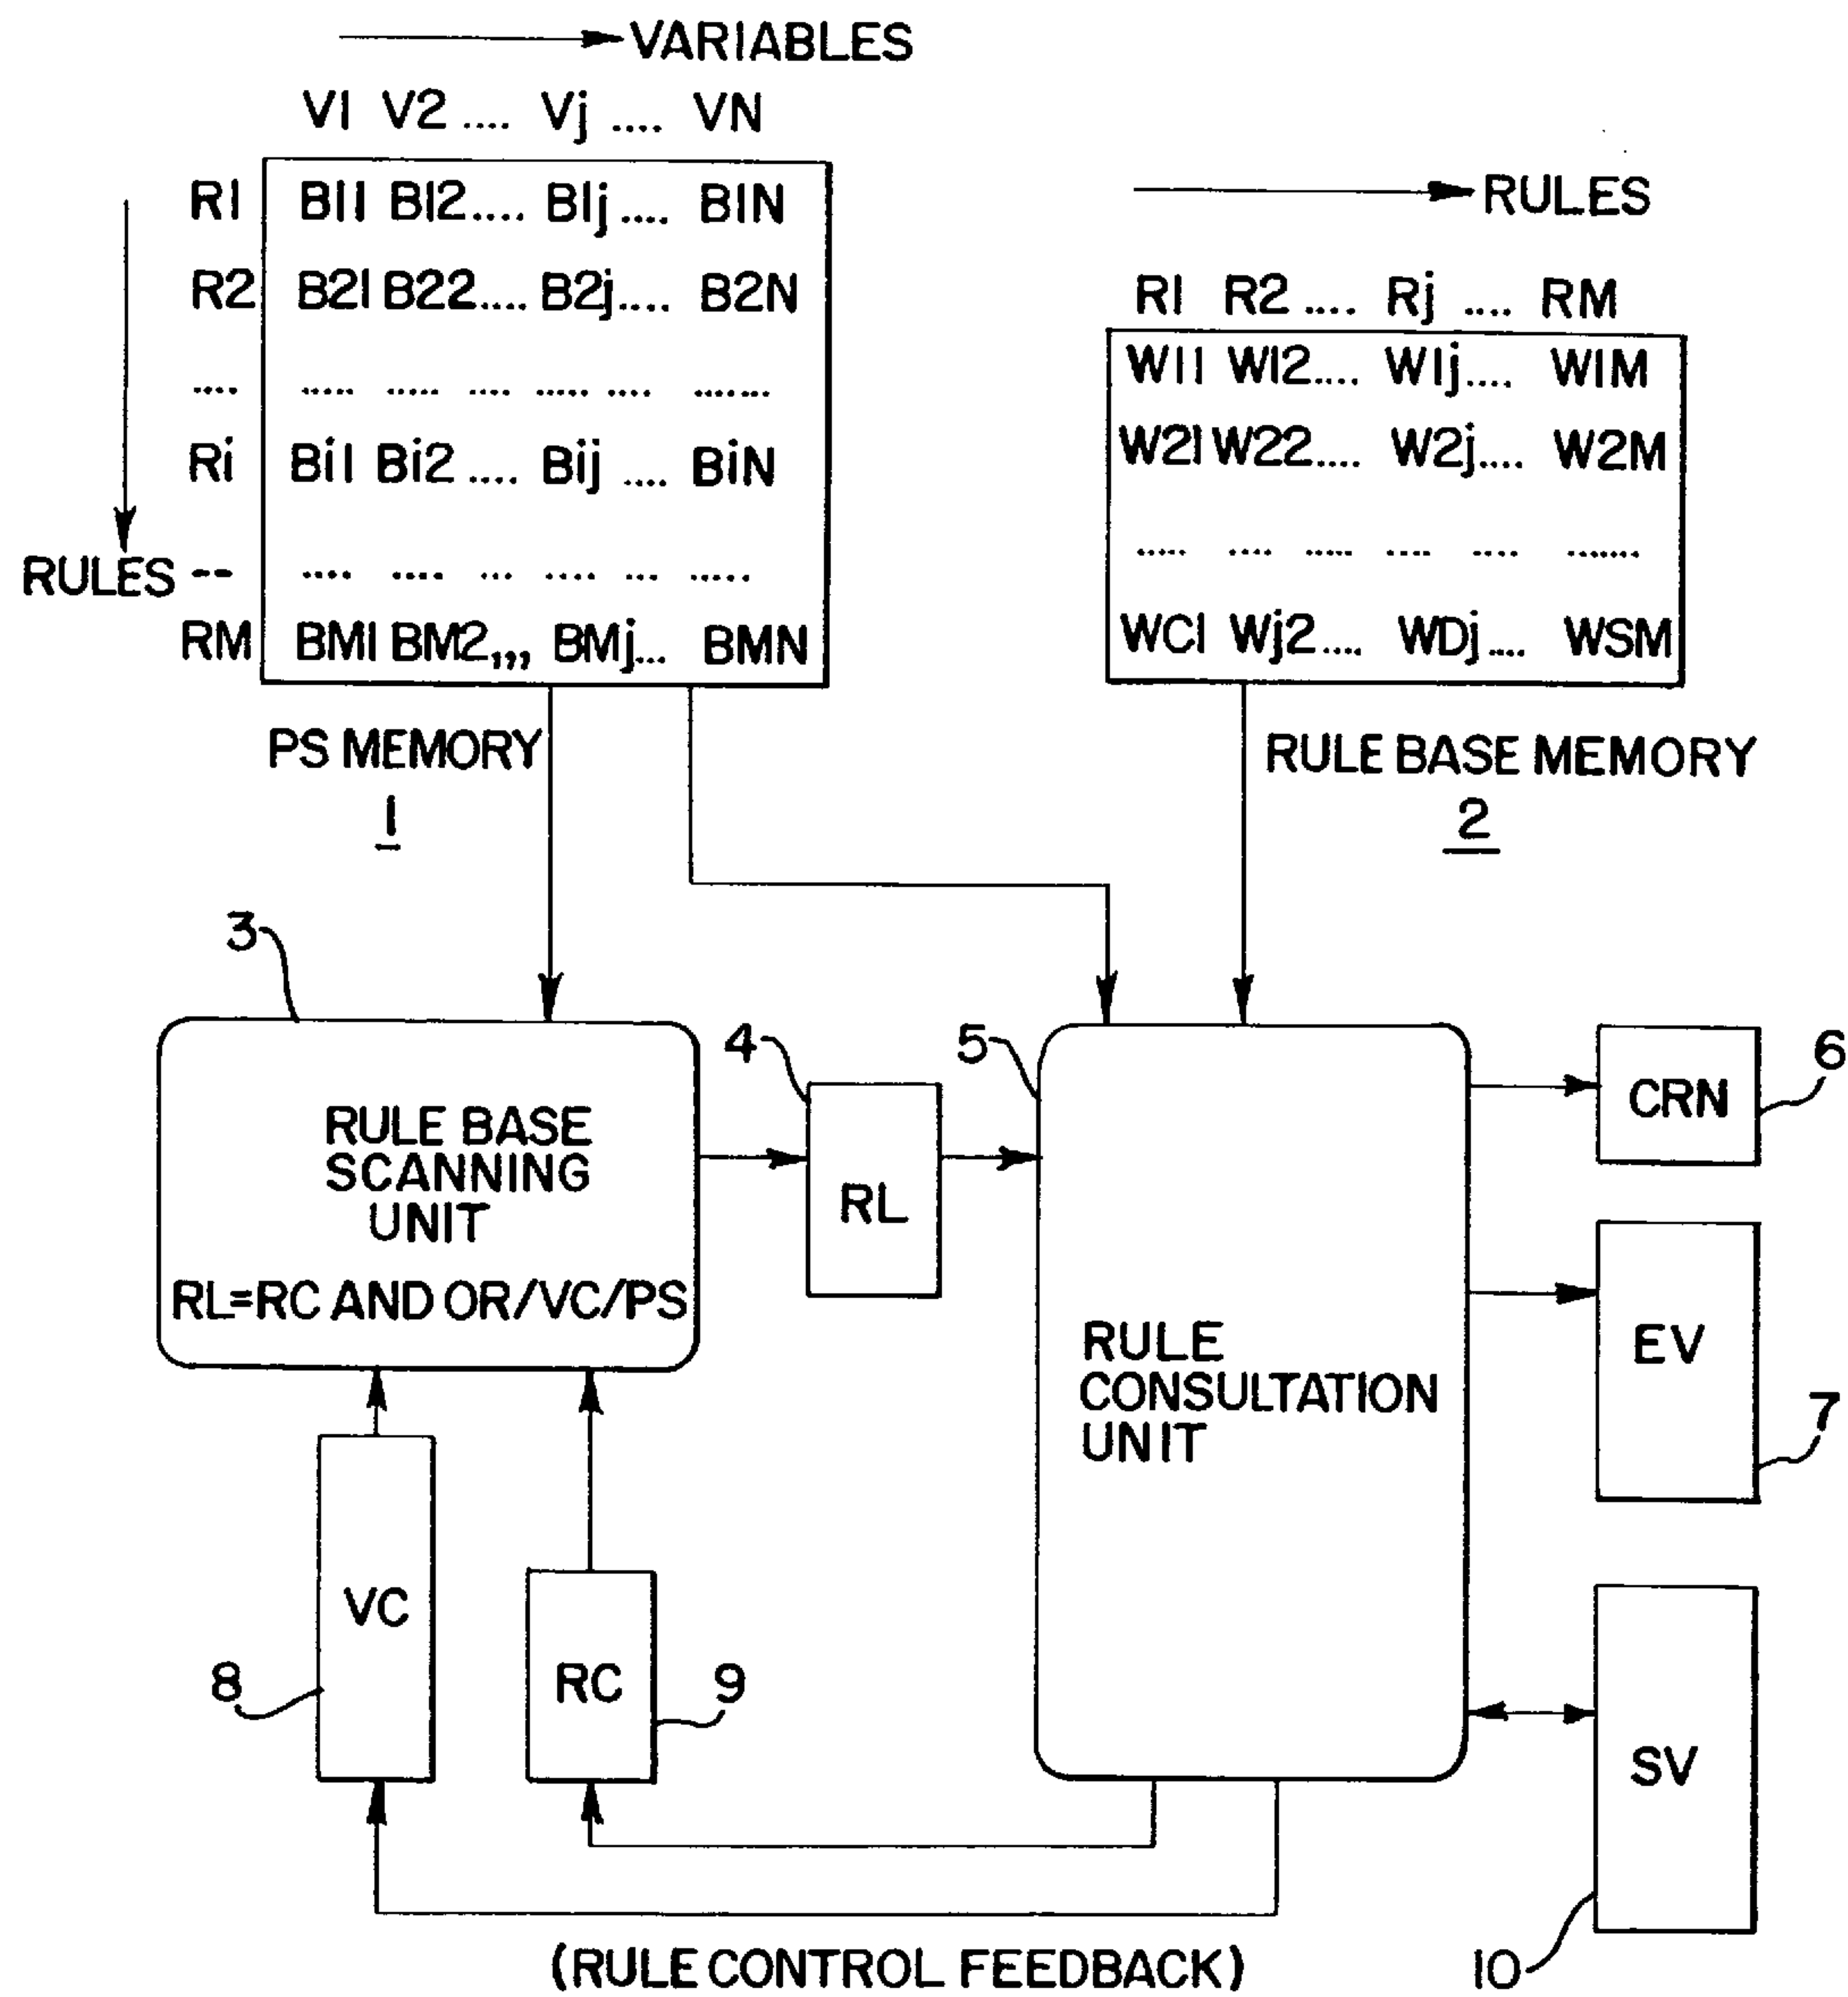 VARIABLES
V1 V2 .... Vj .... VN
R1 B11 B12 .... B1j .... B1N
R2 B21 B22 .... B2j .... B2N
.... ..... ..... .... ..... .... .......
Ri Bi1 Bi2 .... Bij .... BiN
RULES -- .... .... ... .... ... .....
RM BM1 BM2,,, BMj... BMN
PS MEMORY
1
RULES
R1 R2 .... Rj .... RM
W11 W12.... W1j.... W1M
W21 W22.... W2j.... W2M
..... .... ..... .... .... .......
WC1 Wj2.... WDj.... WSM
RULE BASE MEMORY
2
3
RULE BASE
SCANNING
UNIT
RL=RC AND OR/VC/PS
4
RL
5
RULE
CONSULTATION
UNIT
CRN
6
EV
7
VC
8
RC
9
SV
10
(RULE CONTROL FEEDBACK)